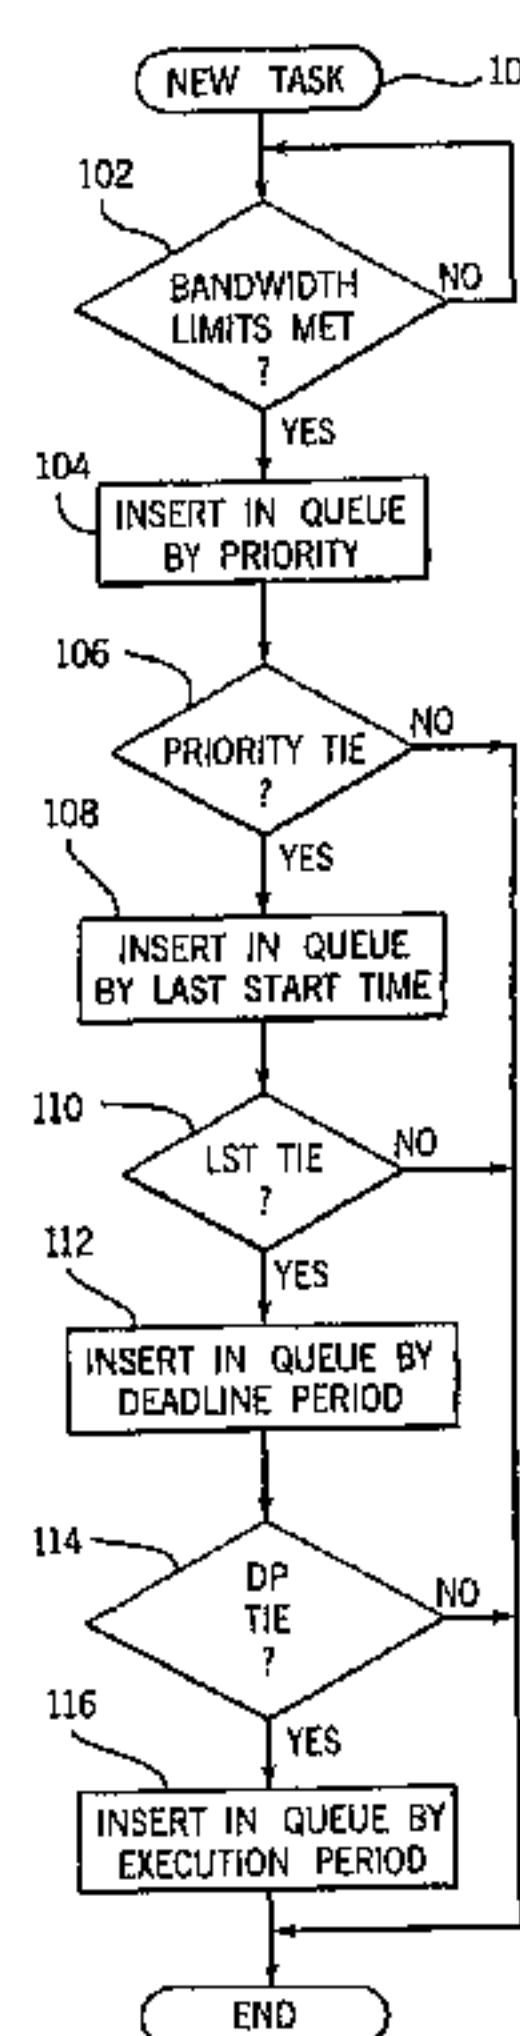 NEW TASK
10
102
BANDWIDTH
LIMITS MET
?
NO
YES
104
INSERT IN QUEUE
BY PRIORITY
106
PRIORITY TIE
?
NO
YES
108
INSERT IN QUEUE
BY LAST START TIME
110
LST TIE
?
NO
YES
112
INSERT IN QUEUE BY
DEADLINE PERIOD
114
DP
TIE
?
NO
YES
116
INSERT IN QUEUE BY
EXECUTION PERIOD
END